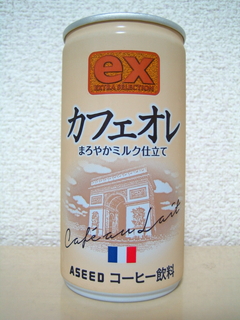 ex
EXTRA SELECTION
カフェオレ
まろやかミルク仕立て
Café au Lait
ASEED コーヒー飲料